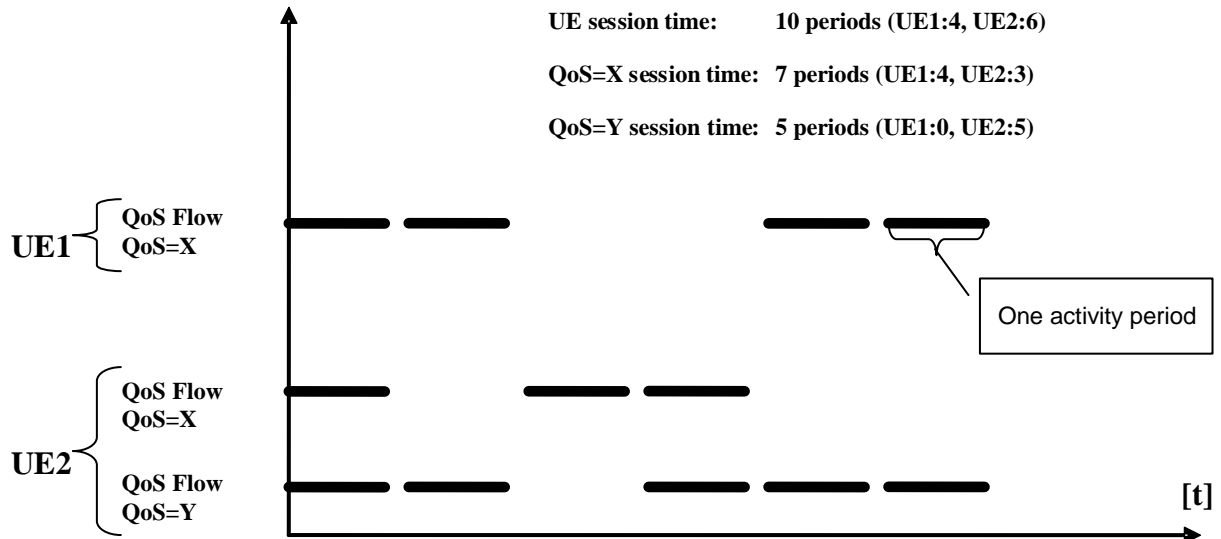 UE session time: 10 periods (UE1:4, UE2:6)
QoS=X session time: 7 periods (UE1:4, UE2:3)
QoS=Y session time: 5 periods (UE1:0, UE2:5)
UE1
QoS Flow
QoS=X
One activity period
UE2
QoS Flow
QoS=X
QoS Flow
QoS=Y
[t]